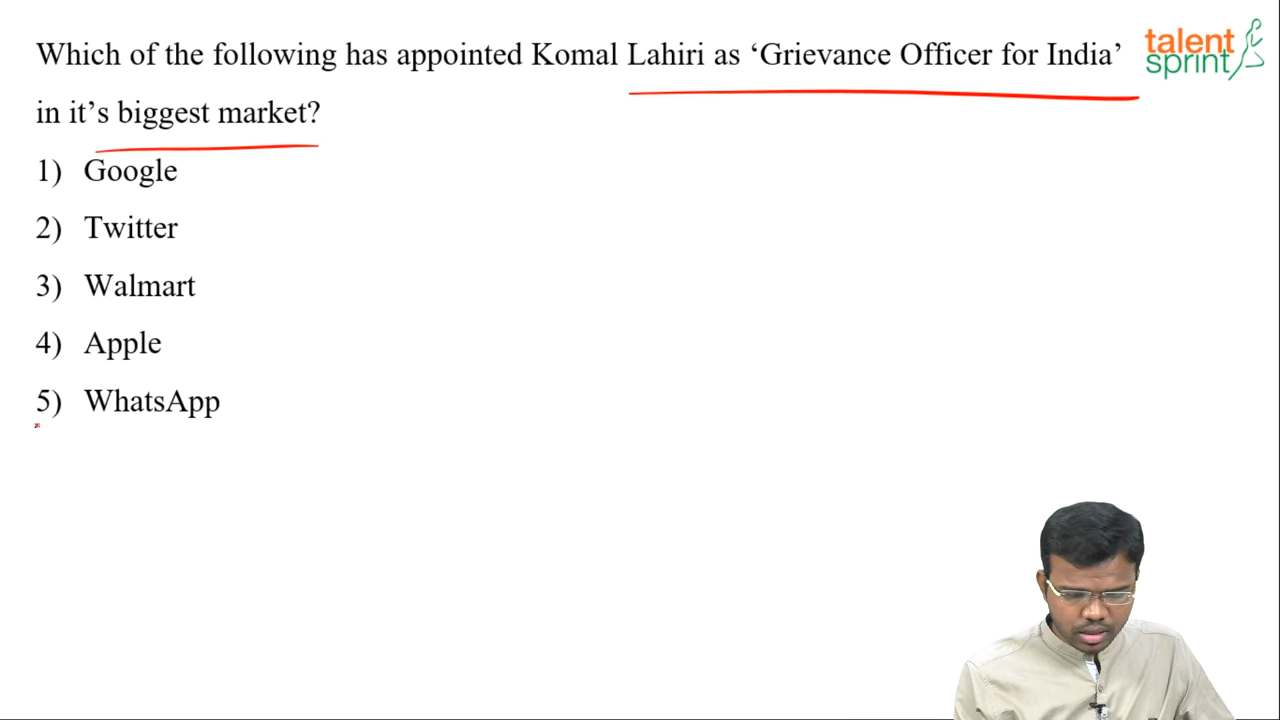 Which of the following has appointed Komal Lahiri as ‘Grievance Officer for India’
in it’s biggest market?
1) Google
2) Twitter
3) Walmart
4) Apple
5) WhatsApp
talent
sprint